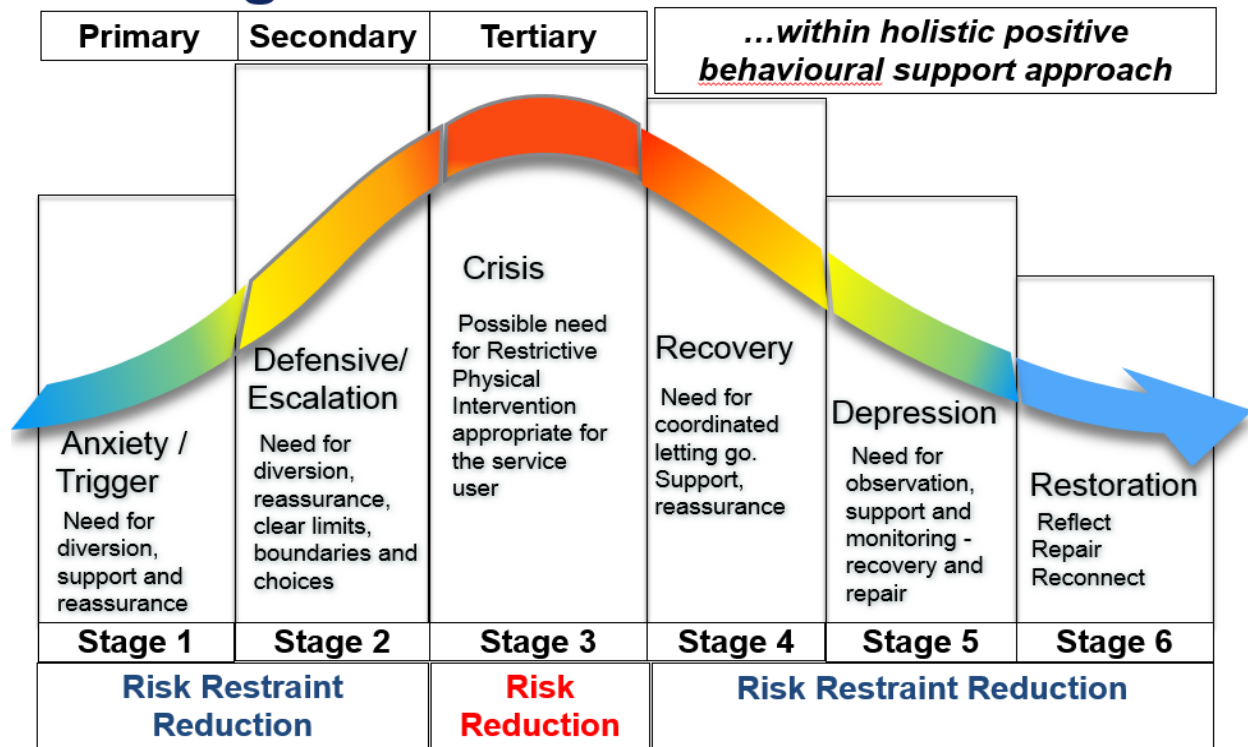 Primary
Secondary
Tertiary
...within holistic positive
behavioural support approach
Anxiety /
Trigger
Need for
diversion,
support and
reassurance
Stage 1
Defensive/
Escalation
Need for
diversion,
reassurance,
clear limits,
boundaries and
choices
Stage 2
Crisis
Possible need
for Restrictive
Physical
Intervention
appropriate for
the service
user
Stage 3
Recovery
Need for
coordinated
letting go.
Support,
reassurance
Stage 4
Depression
Need for
observation,
support and
monitoring -
recovery and
repair
Stage 5
Restoration
Reflect
Repair
Reconnect
Stage 6
Risk Restraint
Reduction
Risk
Reduction
Risk Restraint Reduction